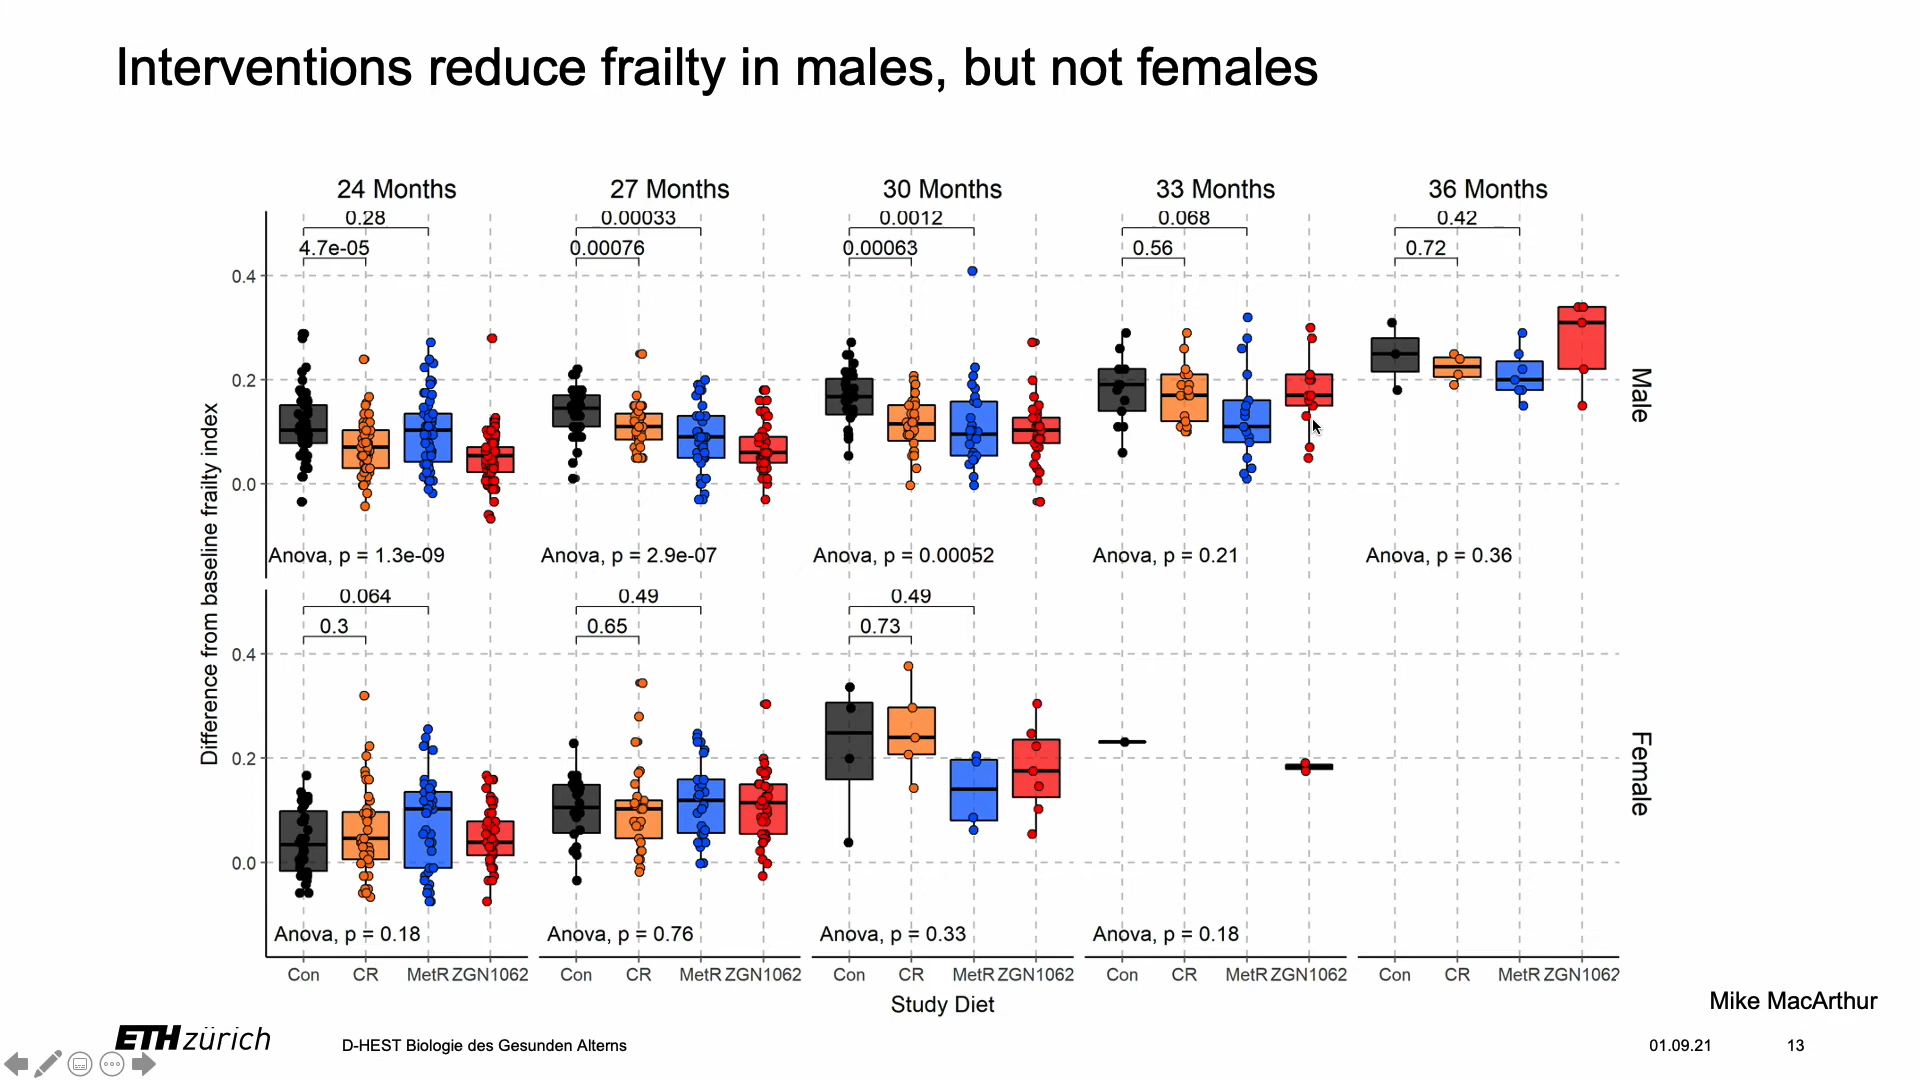 Interventions reduce frailty in males, but not females
24 Months
27 Months
30 Months
33 Months
36 Months
0.28
0.00033
0.0012
0.068
0.42
4.7e-05
0.00076
0.00063
0.56
0.72
0.4
0.2
0.0
Male
Anova, p = 1.3e-09
Anova, p = 2.9e-07
Anova, p = 0.00052
Anova, p = 0.21
Anova, p = 0.36
Difference from baseline frailty index
0.064
0.49
0.49
0.3
0.65
0.73
0.4
0.2
0.0
Female
Anova, p = 0.18
Anova, p = 0.76
Anova, p = 0.33
Anova, p = 0.18
Con CR MetR ZGN1062
Con CR MetR ZGN1062
Con CR MetR ZGN1062
Con CR MetR ZGN1062
Con CR MetR ZGN1062
Study Diet
Mike MacArthur
ETH zürich
D-HEST Biologie des Gesunden Alterns
01.09.21
13